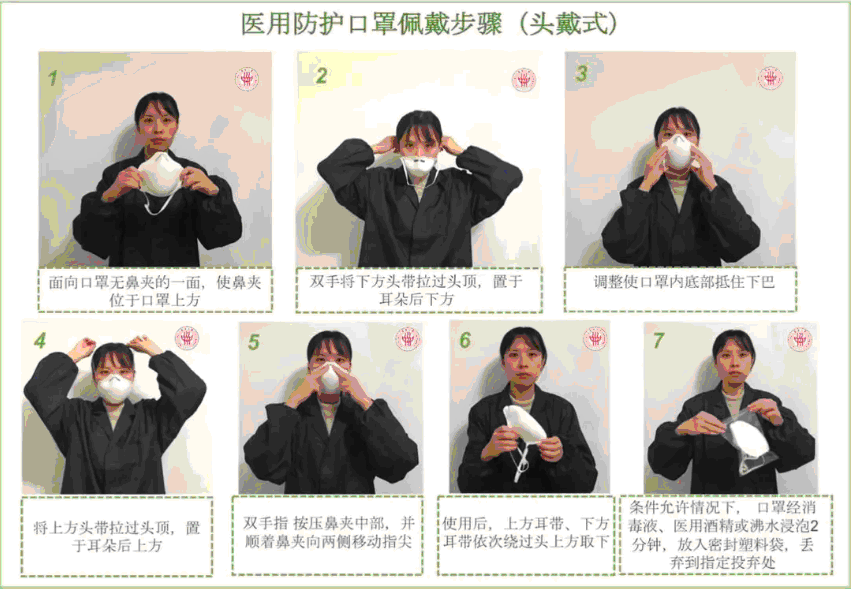 医用防护口罩佩戴步骤（头戴式）
1
2
3
面向口罩无鼻夹的一面，使鼻夹
位于口罩上方
双手将下方头带拉过头顶，置于
耳朵后下方
调整使口罩内底部抵住下巴
4
5
6
7
将上方头带拉过头顶，置
于耳朵后上方
双手指 按压鼻夹中部，并
顺着鼻夹向两侧移动指尖
使用后，上方耳带、下方
耳带依次绕过头上方取下
条件允许情况下， 口罩经消
毒液、医用酒精或沸水浸泡2
分钟，放入密封塑料袋，丢
弃到指定投弃处